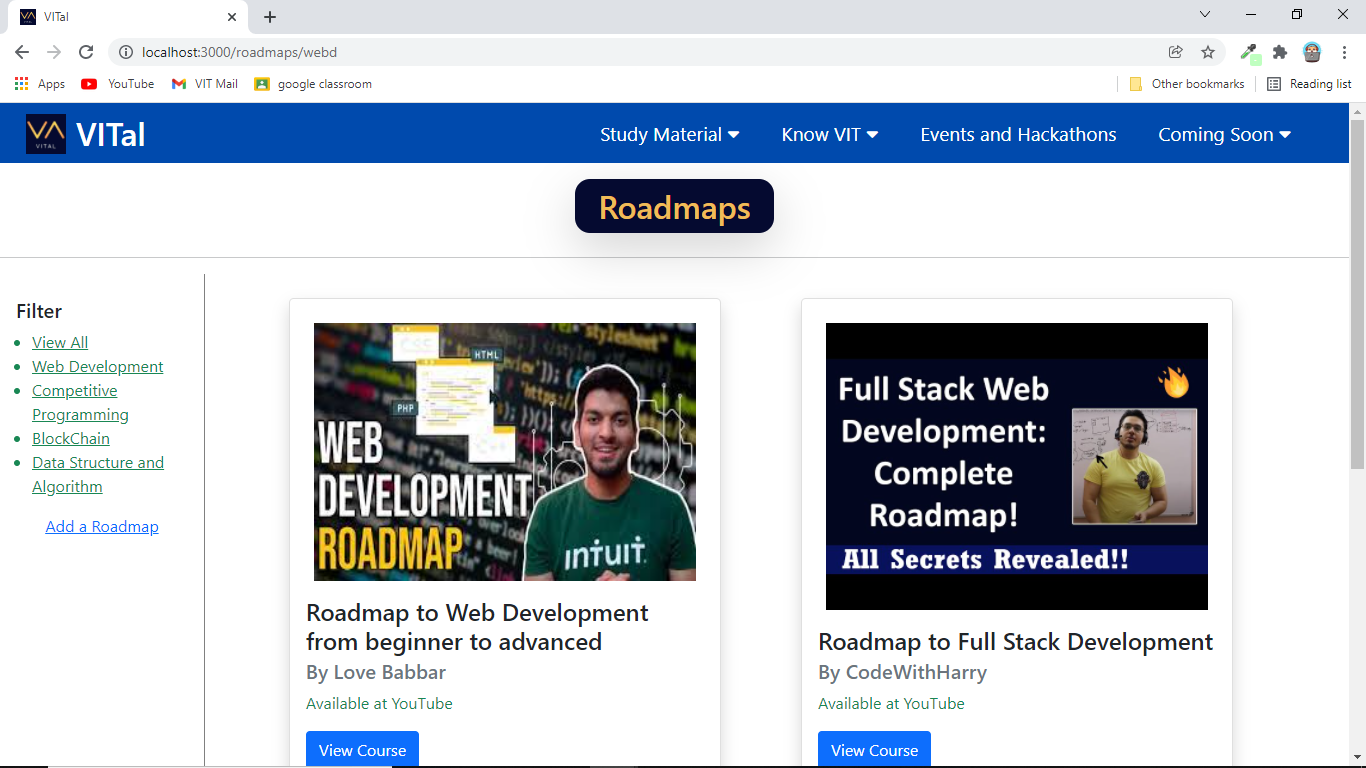 VITal
localhost:3000/roadmaps/webd
Apps
YouTube
VIT Mail
google classroom
Other bookmarks
Reading list
VITAL
VITal
Study Material
Know VIT
Events and Hackathons
Coming Soon
Roadmaps
Filter
View All
Web Development
Competitive
Programming
BlockChain
Data Structure and
Algorithm
Add a Roadmap
HTML
PHP
WEB
DEVELOPMENT
ROADMAP
INTUIT
Roadmap to Web Development
from beginner to advanced
By Love Babbar
Available at YouTube
View Course
Full Stack Web
Development:
Complete
Roadmap!
All Secrets Revealed!!
Roadmap to Full Stack Development
By CodeWithHarry
Available at YouTube
View Course